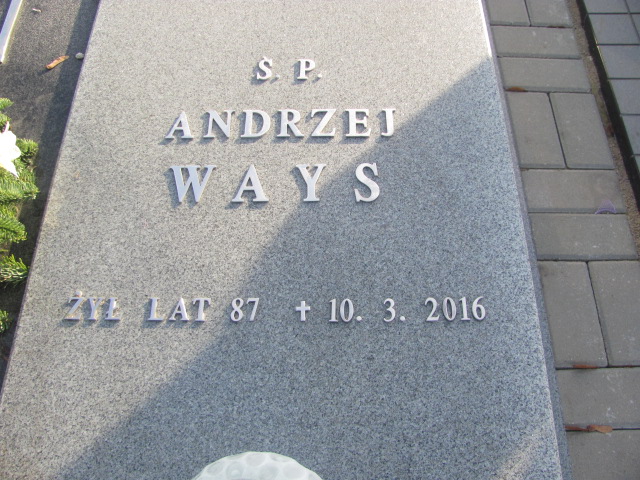 Ś. P.
ANDRZEJ
WAYS
ŻYŁ LAT 87 ✝ 10. 3. 2016